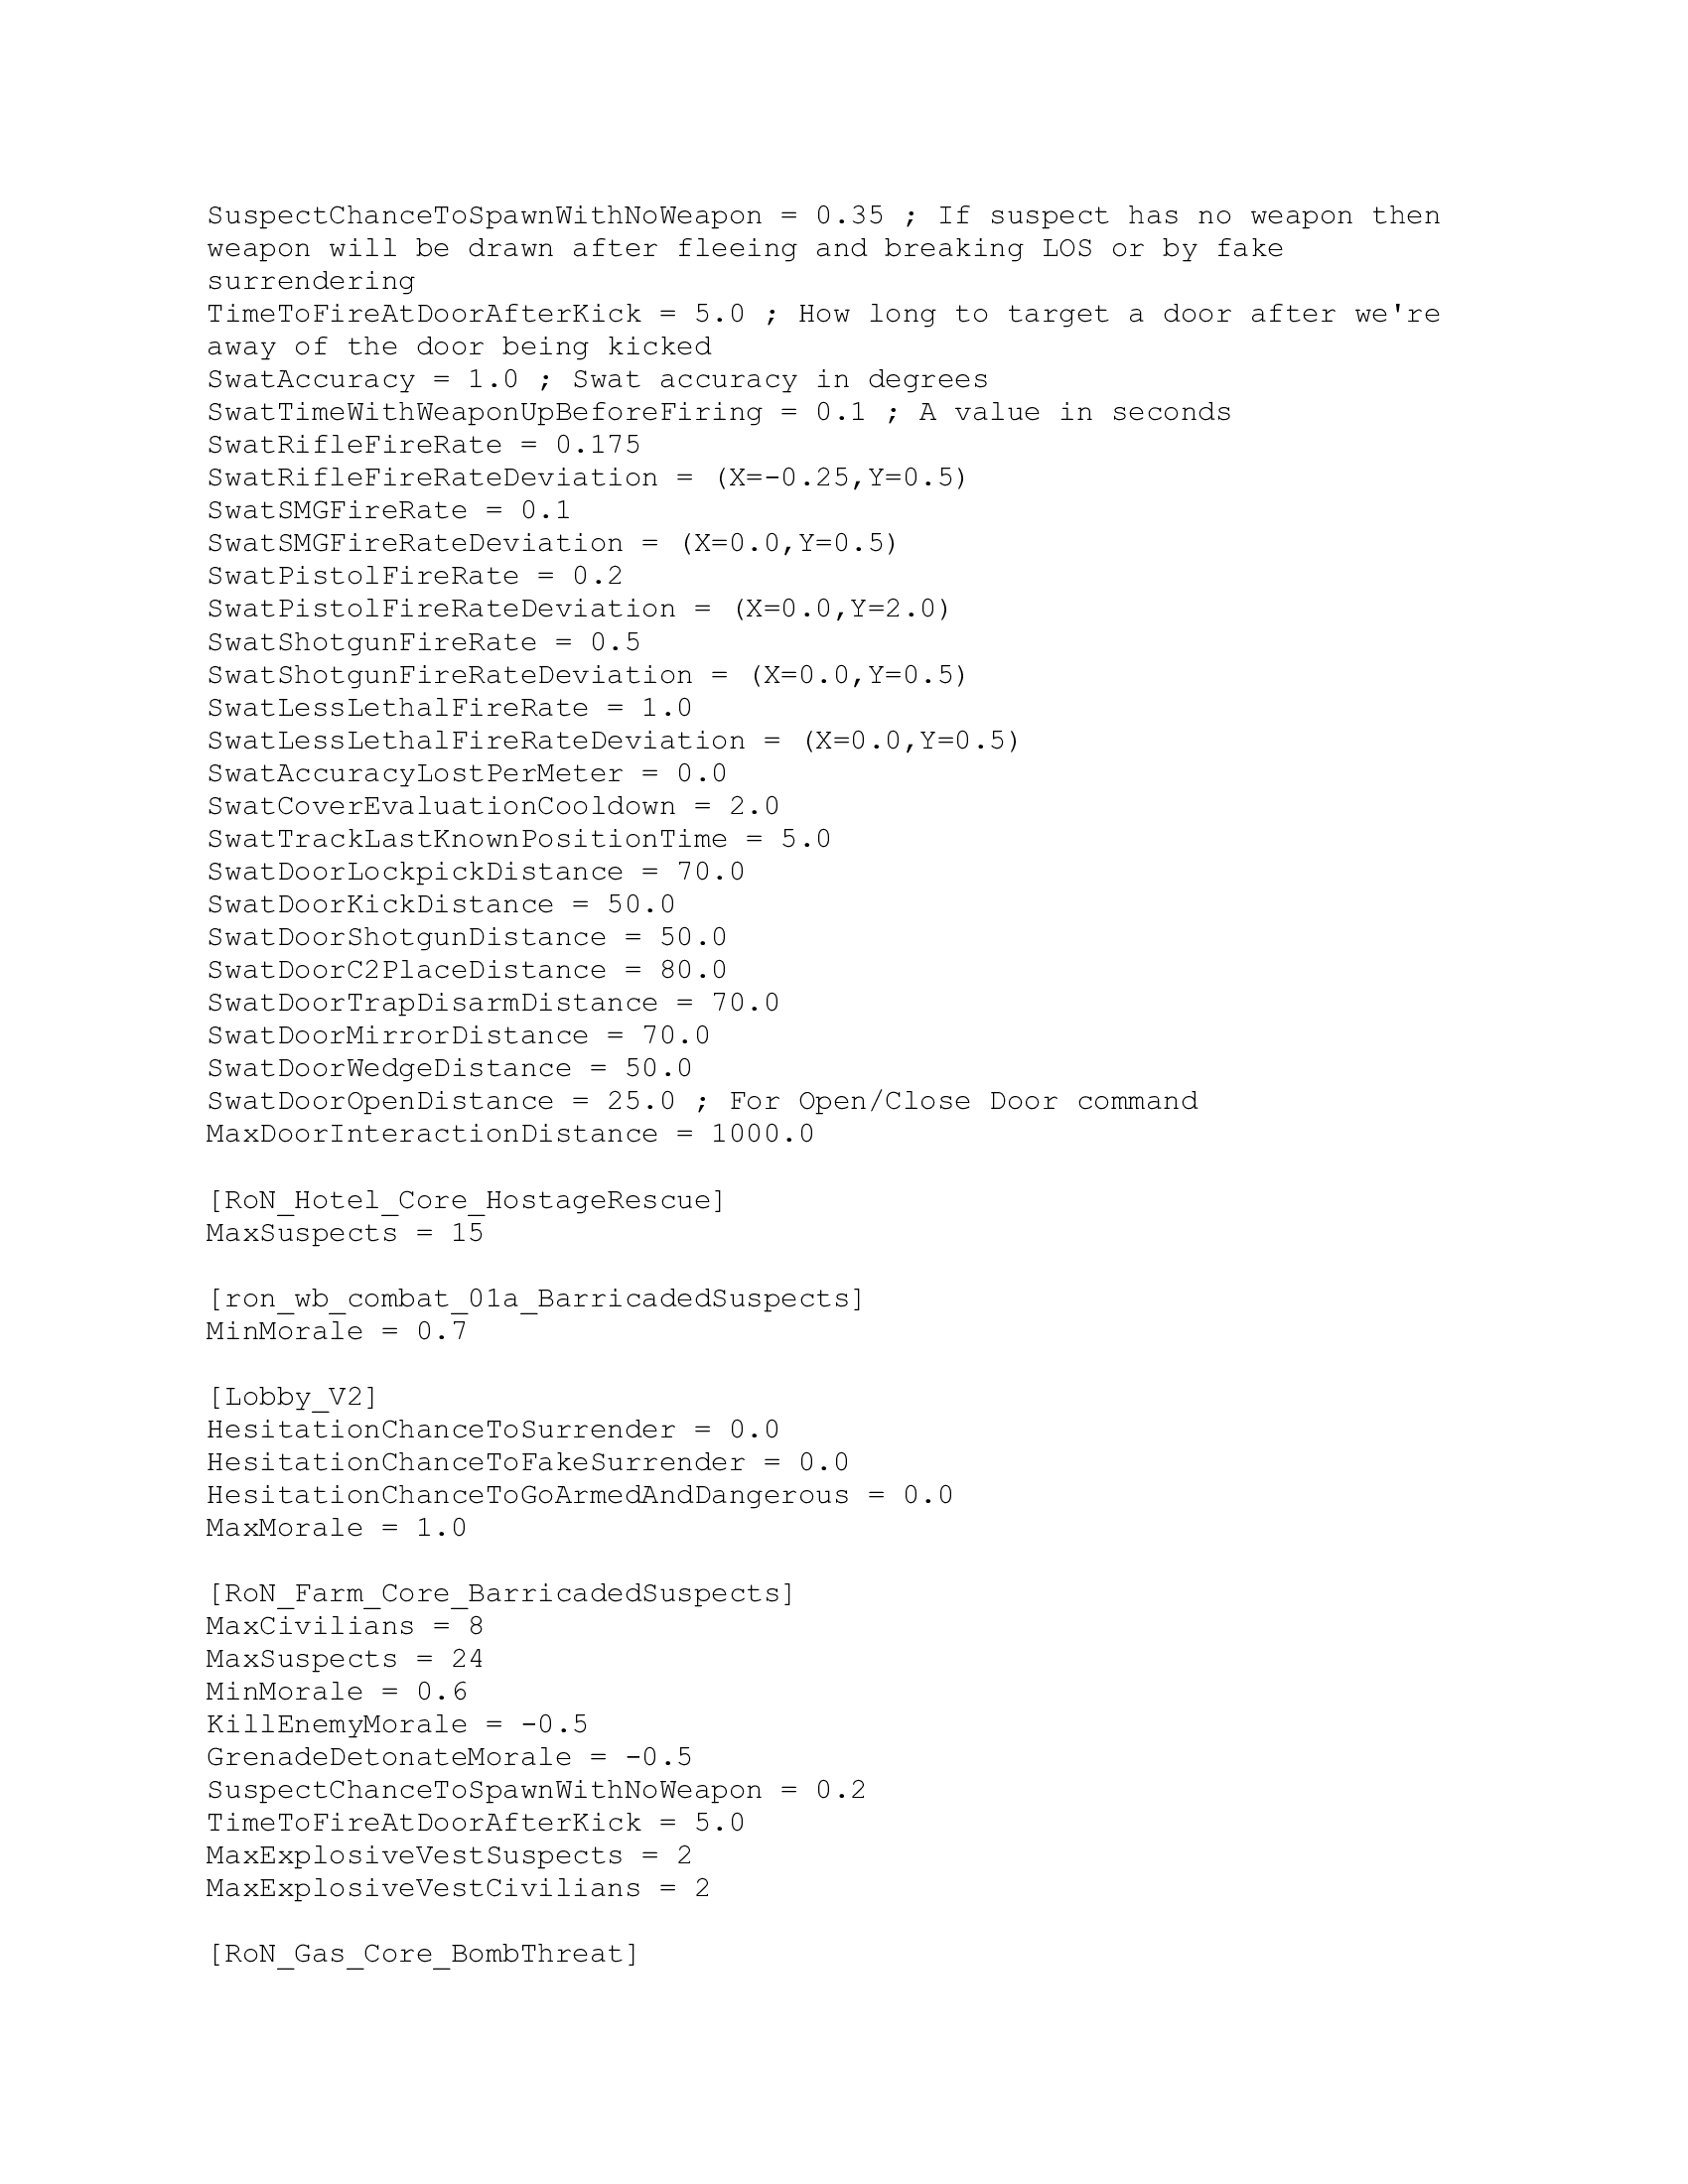 SuspectChanceToSpawnWithNoWeapon = 0.35 ; If suspect has no weapon then
weapon will be drawn after fleeing and breaking LOS or by fake
surrendering
TimeToFireAtDoorAfterKick = 5.0 ; How long to target a door after we're
away of the door being kicked
SwatAccuracy = 1.0 ; Swat accuracy in degrees
SwatTimeWithWeaponUpBeforeFiring = 0.1 ; A value in seconds
SwatRifleFireRate = 0.175
SwatRifleFireRateDeviation = (X=-0.25,Y=0.5)
SwatSMGFireRate = 0.1
SwatSMGFireRateDeviation = (X=0.0,Y=0.5)
SwatPistolFireRate = 0.2
SwatPistolFireRateDeviation = (X=0.0,Y=2.0)
SwatShotgunFireRate = 0.5
SwatShotgunFireRateDeviation = (X=0.0,Y=0.5)
SwatLessLethalFireRate = 1.0
SwatLessLethalFireRateDeviation = (X=0.0,Y=0.5)
SwatAccuracyLostPerMeter = 0.0
SwatCoverEvaluationCooldown = 2.0
SwatTrackLastKnownPositionTime = 5.0
SwatDoorLockpickDistance = 70.0
SwatDoorKickDistance = 50.0
SwatDoorShotgunDistance = 50.0
SwatDoorC2PlaceDistance = 80.0
SwatDoorTrapDisarmDistance = 70.0
SwatDoorMirrorDistance = 70.0
SwatDoorWedgeDistance = 50.0
SwatDoorOpenDistance = 25.0 ; For Open/Close Door command
MaxDoorInteractionDistance = 1000.0

[RoN_Hotel_Core_HostageRescue]
MaxSuspects = 15

[ron_wb_combat_01a_BarricadedSuspects]
MinMorale = 0.7

[Lobby_V2]
HesitationChanceToSurrender = 0.0
HesitationChanceToFakeSurrender = 0.0
HesitationChanceToGoArmedAndDangerous = 0.0
MaxMorale = 1.0

[RoN_Farm_Core_BarricadedSuspects]
MaxCivilians = 8
MaxSuspects = 24
MinMorale = 0.6
KillEnemyMorale = -0.5
GrenadeDetonateMorale = -0.5
SuspectChanceToSpawnWithNoWeapon = 0.2
TimeToFireAtDoorAfterKick = 5.0
MaxExplosiveVestSuspects = 2
MaxExplosiveVestCivilians = 2

[RoN_Gas_Core_BombThreat]